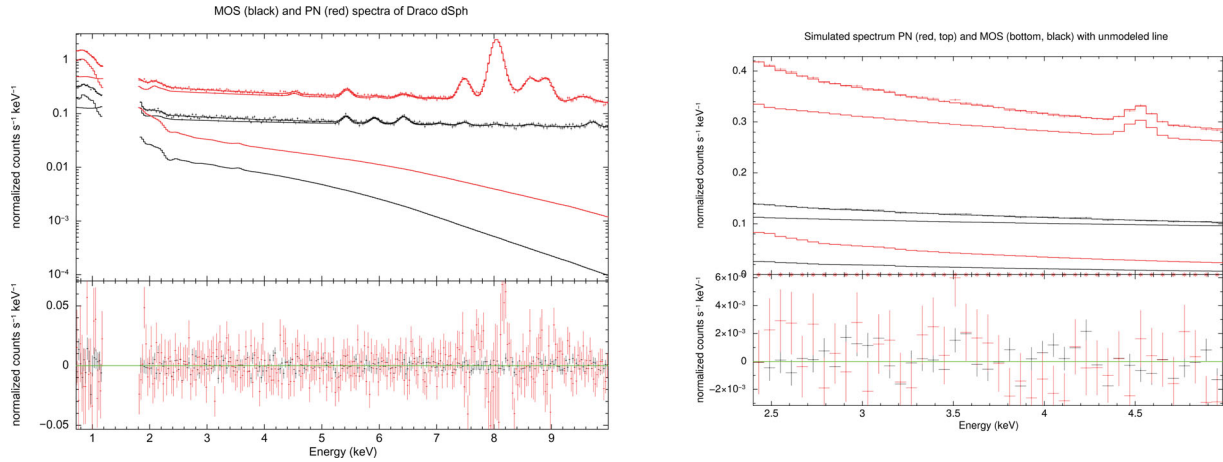 MOS (black) and PN (red) spectra of Draco dSph
normalized counts s⁻¹ keV⁻¹
1
0.1
0.01
10⁻³
10⁻⁴
normalized counts s⁻¹ keV⁻¹
0.05
0
−0.05
1 2 3 4 5 6 7 8 9
Energy (keV)
Simulated spectrum PN (red, top) and MOS (bottom, black) with unmodeled line
normalized counts s⁻¹ keV⁻¹
0.4
0.3
0.2
0.1
0
normalized counts s⁻¹ keV⁻¹
6×10⁻³
4×10⁻³
2×10⁻³
0
−2×10⁻³
2.5 3 3.5 4 4.5
Energy (keV)